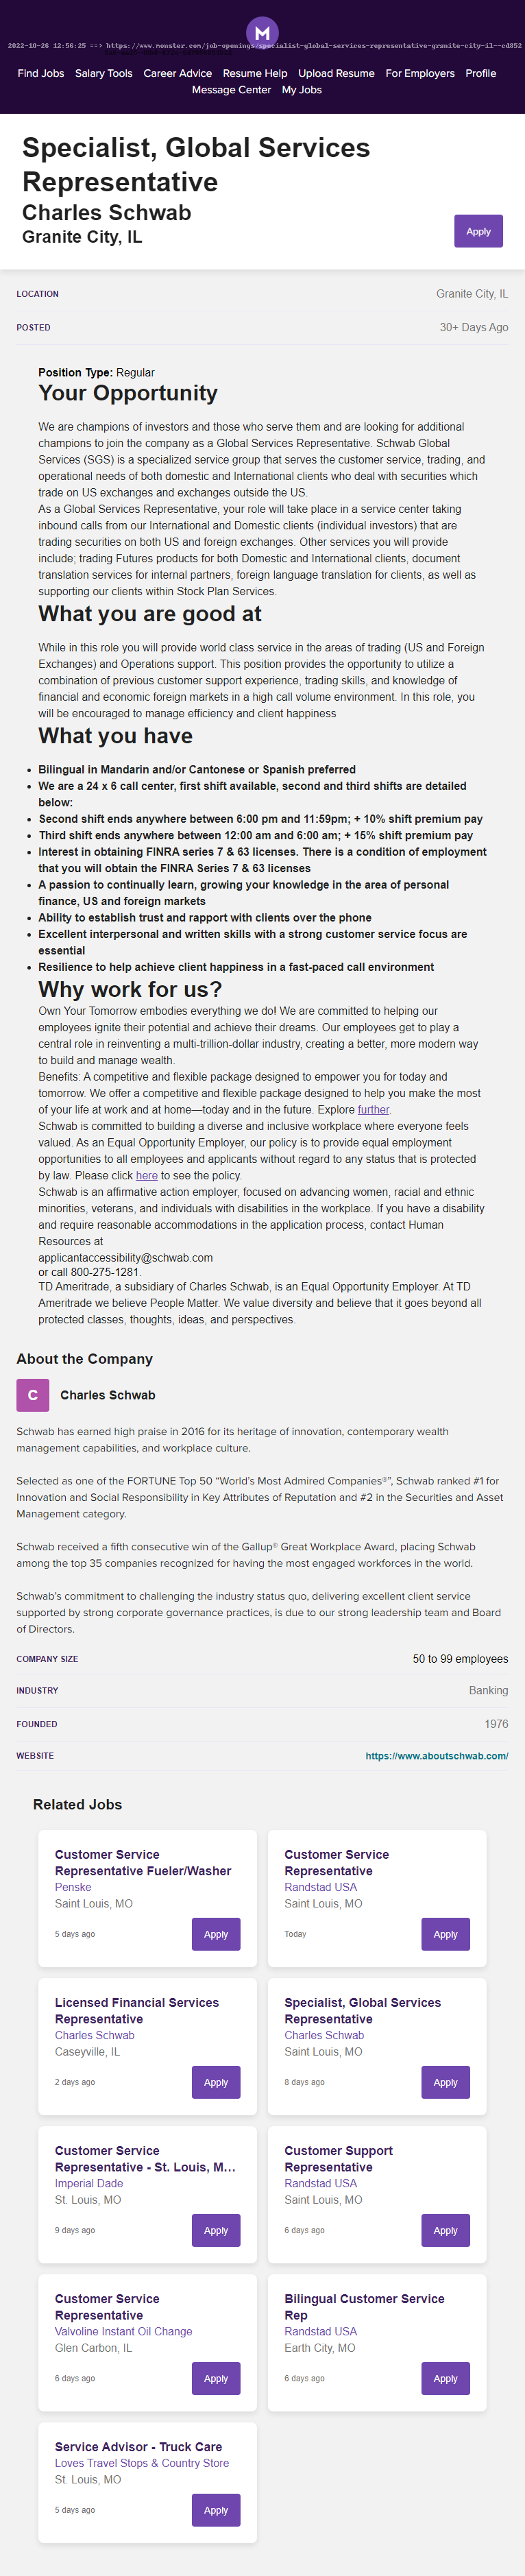 M
2022-10-26 12:56:25 ==> https://www.monster.com/job-openings/specialist-global-services-representative-granite-city-il--cd852
Find Jobs Salary Tools Career Advice Resume Help Upload Resume For Employers Profile
Message Center My Jobs
Specialist, Global Services
Representative
Charles Schwab
Granite City, IL
Apply
LOCATION Granite City, IL
POSTED 30+ Days Ago
Position Type: Regular
Your Opportunity
We are champions of investors and those who serve them and are looking for additional
champions to join the company as a Global Services Representative. Schwab Global
Services (SGS) is a specialized service group that serves the customer service, trading, and
operational needs of both domestic and International clients who deal with securities which
trade on US exchanges and exchanges outside the US.
As a Global Services Representative, your role will take place in a service center taking
inbound calls from our International and Domestic clients (individual investors) that are
trading securities on both US and foreign exchanges. Other services you will provide
include; trading Futures products for both Domestic and International clients, document
translation services for internal partners, foreign language translation for clients, as well as
supporting our clients within Stock Plan Services.
What you are good at
While in this role you will provide world class service in the areas of trading (US and Foreign
Exchanges) and Operations support. This position provides the opportunity to utilize a
combination of previous customer support experience, trading skills, and knowledge of
financial and economic foreign markets in a high call volume environment. In this role, you
will be encouraged to manage efficiency and client happiness
What you have
• Bilingual in Mandarin and/or Cantonese or Spanish preferred
• We are a 24 x 6 call center, first shift available, second and third shifts are detailed
below:
• Second shift ends anywhere between 6:00 pm and 11:59pm; + 10% shift premium pay
• Third shift ends anywhere between 12:00 am and 6:00 am; + 15% shift premium pay
• Interest in obtaining FINRA series 7 & 63 licenses. There is a condition of employment
that you will obtain the FINRA Series 7 & 63 licenses
• A passion to continually learn, growing your knowledge in the area of personal
finance, US and foreign markets
• Ability to establish trust and rapport with clients over the phone
• Excellent interpersonal and written skills with a strong customer service focus are
essential
• Resilience to help achieve client happiness in a fast-paced call environment
Why work for us?
Own Your Tomorrow embodies everything we do! We are committed to helping our
employees ignite their potential and achieve their dreams. Our employees get to play a
central role in reinventing a multi-trillion-dollar industry, creating a better, more modern way
to build and manage wealth.
Benefits: A competitive and flexible package designed to empower you for today and
tomorrow. We offer a competitive and flexible package designed to help you make the most
of your life at work and at home—today and in the future. Explore further.
Schwab is committed to building a diverse and inclusive workplace where everyone feels
valued. As an Equal Opportunity Employer, our policy is to provide equal employment
opportunities to all employees and applicants without regard to any status that is protected
by law. Please click here to see the policy.
Schwab is an affirmative action employer, focused on advancing women, racial and ethnic
minorities, veterans, and individuals with disabilities in the workplace. If you have a disability
and require reasonable accommodations in the application process, contact Human
Resources at
applicantaccessibility@schwab.com
or call 800-275-1281.
TD Ameritrade, a subsidiary of Charles Schwab, is an Equal Opportunity Employer. At TD
Ameritrade we believe People Matter. We value diversity and believe that it goes beyond all
protected classes, thoughts, ideas, and perspectives.
About the Company
C Charles Schwab
Schwab has earned high praise in 2016 for its heritage of innovation, contemporary wealth
management capabilities, and workplace culture.
Selected as one of the FORTUNE Top 50 “World’s Most Admired Companies®”, Schwab ranked #1 for
Innovation and Social Responsibility in Key Attributes of Reputation and #2 in the Securities and Asset
Management category.
Schwab received a fifth consecutive win of the Gallup® Great Workplace Award, placing Schwab
among the top 35 companies recognized for having the most engaged workforces in the world.
Schwab’s commitment to challenging the industry status quo, delivering excellent client service
supported by strong corporate governance practices, is due to our strong leadership team and Board
of Directors.
COMPANY SIZE 50 to 99 employees
INDUSTRY Banking
FOUNDED 1976
WEBSITE https://www.aboutschwab.com/
Related Jobs
Customer Service
Representative Fueler/Washer
Penske
Saint Louis, MO
5 days ago Apply
Customer Service
Representative
Randstad USA
Saint Louis, MO
Today Apply
Licensed Financial Services
Representative
Charles Schwab
Caseyville, IL
2 days ago Apply
Specialist, Global Services
Representative
Charles Schwab
Saint Louis, MO
8 days ago Apply
Customer Service
Representative - St. Louis, M…
Imperial Dade
St. Louis, MO
9 days ago Apply
Customer Support
Representative
Randstad USA
Saint Louis, MO
6 days ago Apply
Customer Service
Representative
Valvoline Instant Oil Change
Glen Carbon, IL
6 days ago Apply
Bilingual Customer Service
Rep
Randstad USA
Earth City, MO
6 days ago Apply
Service Advisor - Truck Care
Loves Travel Stops & Country Store
St. Louis, MO
5 days ago Apply